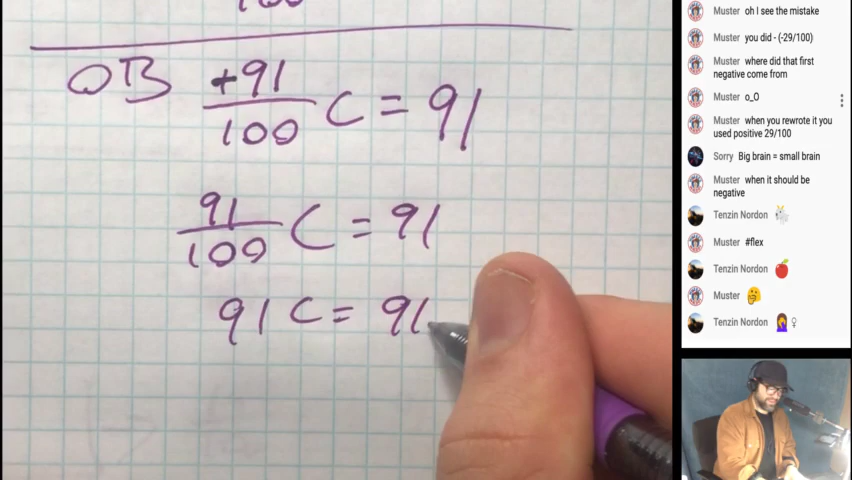 100
OB +91/100 C = 91
91/100 C = 91
91 C = 91
Muster oh I see the mistake
Muster you did - (-29/100)
Muster where did that first
negative come from
Muster o_O
Muster when you rewrote it you
used positive 29/100
Sorry Big brain = small brain
Muster when it should be
negative
Tenzin Nordon 🐐
Muster #flex
Tenzin Nordon 🍎
Muster 🤔
Tenzin Nordon 🤦♀